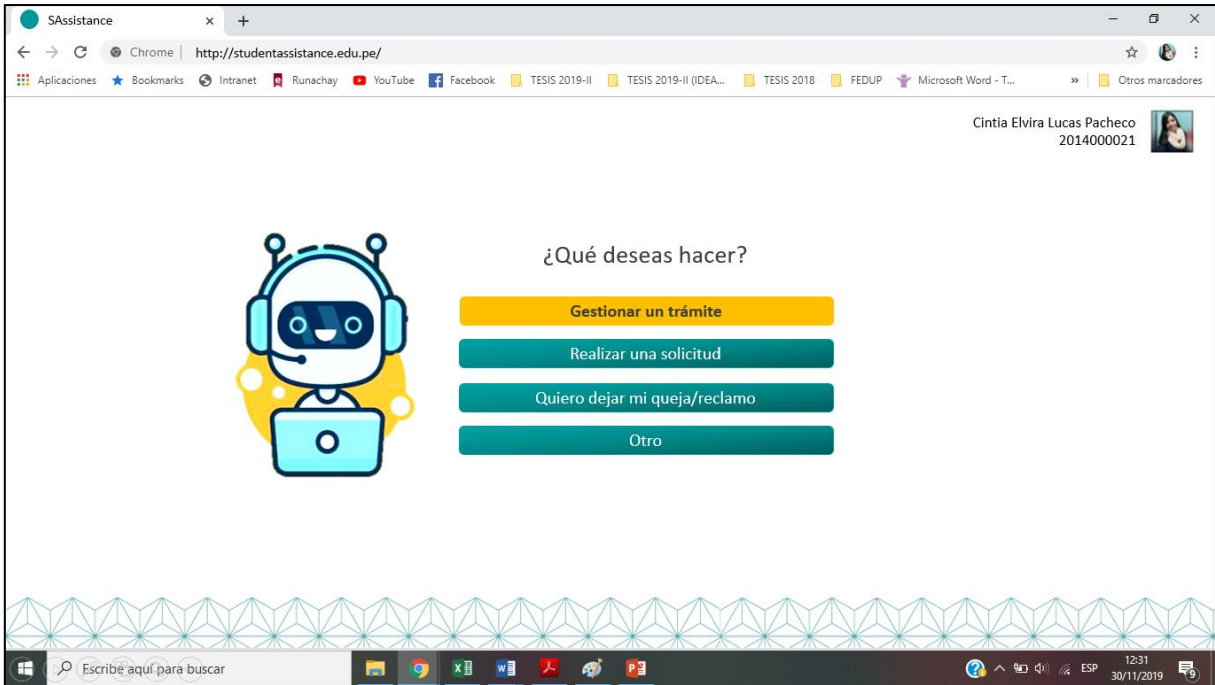 SAssistance
Chrome
http://studentassistance.edu.pe/
Aplicaciones
Bookmarks
Intranet
Runachay
YouTube
Facebook
TESIS 2019-II
TESIS 2019-II (IDEA...
TESIS 2018
FEDUP
Microsoft Word - T...
Otros marcadores
Cintia Elvira Lucas Pacheco
2014000021
¿Qué deseas hacer?
Gestionar un trámite
Realizar una solicitud
Quiero dejar mi queja/reclamo
Otro
Escribe aquí para buscar
ESP
12:31
30/11/2019